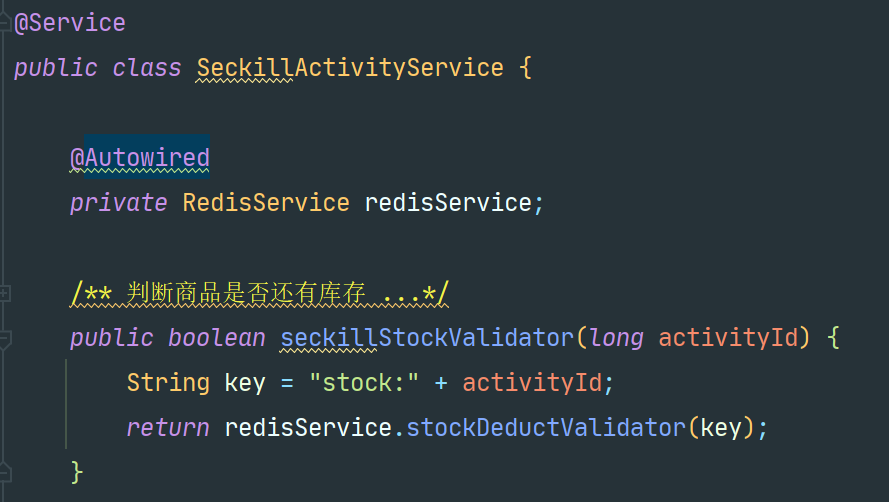 @Service
public class SeckillActivityService {
@Autowired
private RedisService redisService;
/** 判断商品是否还有库存 ...*/
public boolean seckillStockValidator(long activityId) {
String key = "stock:" + activityId;
return redisService.stockDeductValidator(key);
}